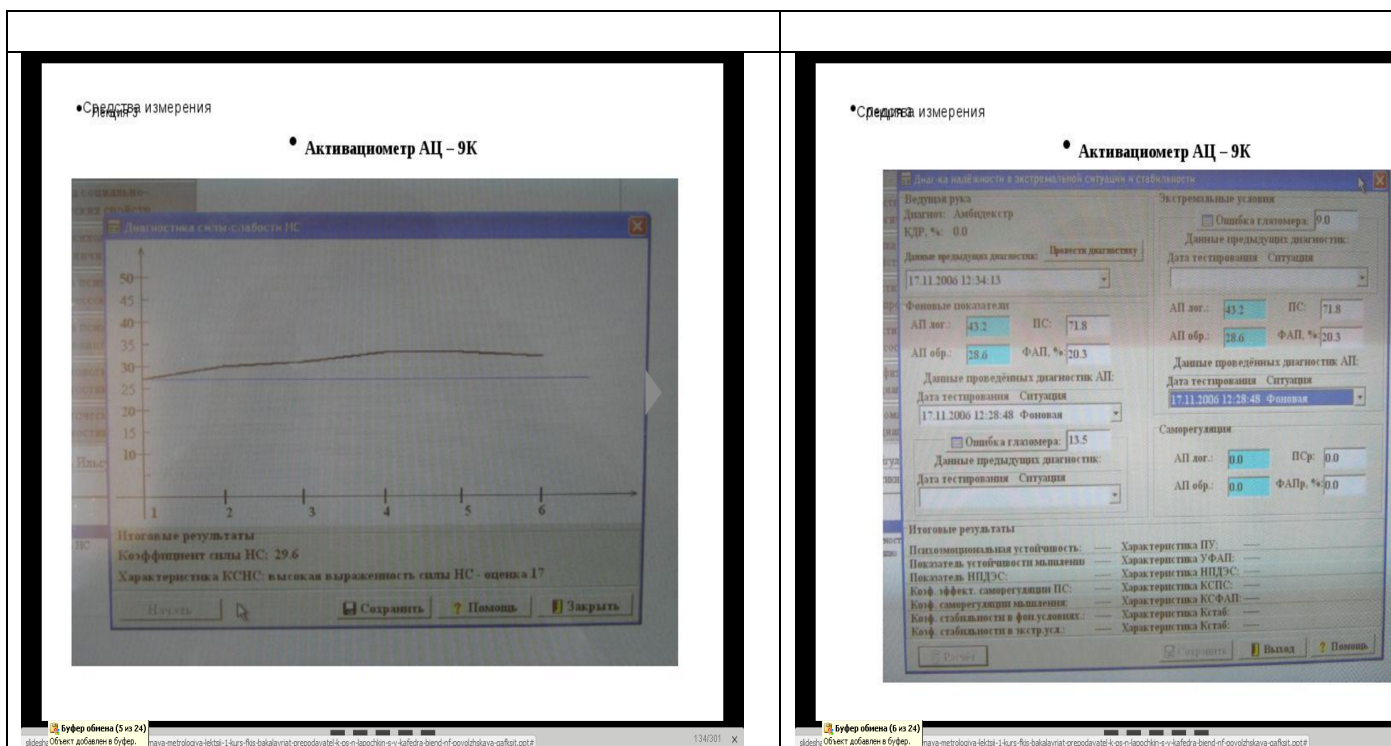 •Средства измерения
Лекция 3
• Активациометр АЦ – 9К
Диагностика силы-слабости НС
50
45
40
35
30
25
20
15
10
1 2 3 4 5 6
Итоговые результаты
Коэффициент силы НС: 29.6
Характеристика КСНС: высокая выраженность силы НС - оценка 17
Начать Сохранить ? Помощь Закрыть
Буфер обмена (5 из 24)
Объект добавлен в буфер.
134/301 x
•Средства измерения
• Активациометр АЦ – 9К
Диаг-ка надёжности в экстремальной ситуации и стабильности
Ведущая рука
Диагноз: Амбидекстр
КДР, %: 0.0
Данные предыдущих диагностик: Провести диагностику
17.11.2006 12:34:13
Фоновые показатели
АП лог.: 43.2 ПС: 71.8
АП обр.: 28.6 ФАП, %: 20.3
Данные проведённых диагностик АП:
Дата тестирования Ситуация
17.11.2006 12:28:48 Фоновая
Ошибка глазомера: 13.5
Данные предыдущих диагностик:
Дата тестирования Ситуация
Экстремальные условия
Ошибка глазомера: 9.0
Данные предыдущих диагностик:
Дата тестирования Ситуация
АП лог.: 43.2 ПС: 71.8
АП обр.: 28.6 ФАП, %: 20.3
Данные проведённых диагностик АП:
Дата тестирования Ситуация
17.11.2006 12:28:48 Фоновая
Саморегуляция
АП лог.: 0.0 ПСр: 0.0
АП обр.: 0.0 ФАПр, %: 0.0
Итоговые результаты
Психоэмоциональная устойчивость: ---- Характеристика ПУ: ----
Показатель устойчивости мышления ---- Характеристика УФАП: ----
Показатель НПДЭС: ---- Характеристика НПДЭС: ----
Коэф. эффект. саморегуляции ПС: ---- Характеристика КСПС: ----
Коэф. саморегуляции мышления: ---- Характеристика КСФАП: ----
Коэф. стабильности в фон.условиях.: ---- Характеристика Кстаб: ----
Коэф. стабильности в экстр.усл.: ---- Характеристика Кстаб: ----
Расчёт Сохранить Выход ? Помощь
Буфер обмена (6 из 24)
Объект добавлен в буфер.